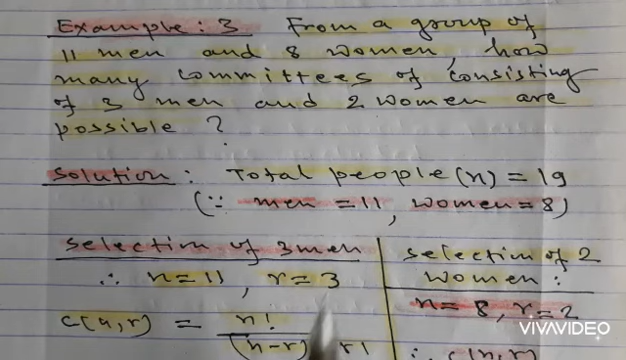 Example: 3 From a group of
11 men and 8 women, how
many committees of consisting
of 3 men and 2 women are
possible ?
Solution: Total people (n) = 19
(∵ men = 11, women = 8)
selection of 3 men
∴ n = 11, r = 3
C(n,r) = n!
(n-r) r!
selection of 2
women:
n = 8, r = 2
∴ C(n,r)
VIVAVIDEO